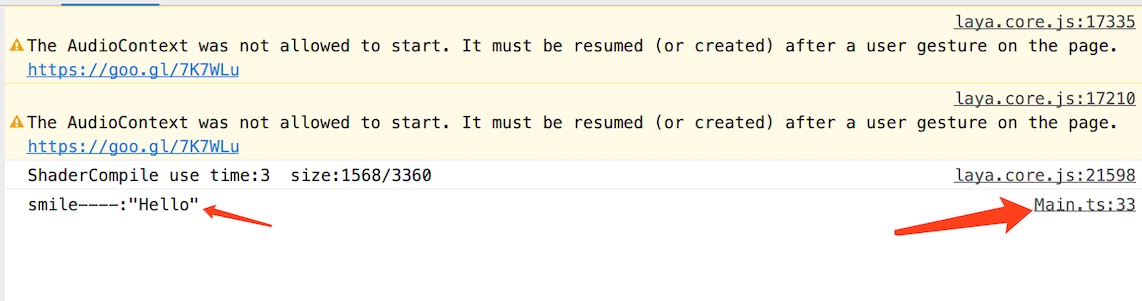 laya.core.js:17335
The AudioContext was not allowed to start. It must be resumed (or created) after a user gesture on the page.
https://goo.gl/7K7WLu
laya.core.js:17210
The AudioContext was not allowed to start. It must be resumed (or created) after a user gesture on the page.
https://goo.gl/7K7WLu
ShaderCompile use time:3  size:1568/3360 laya.core.js:21598
smile----:"Hello" Main.ts:33